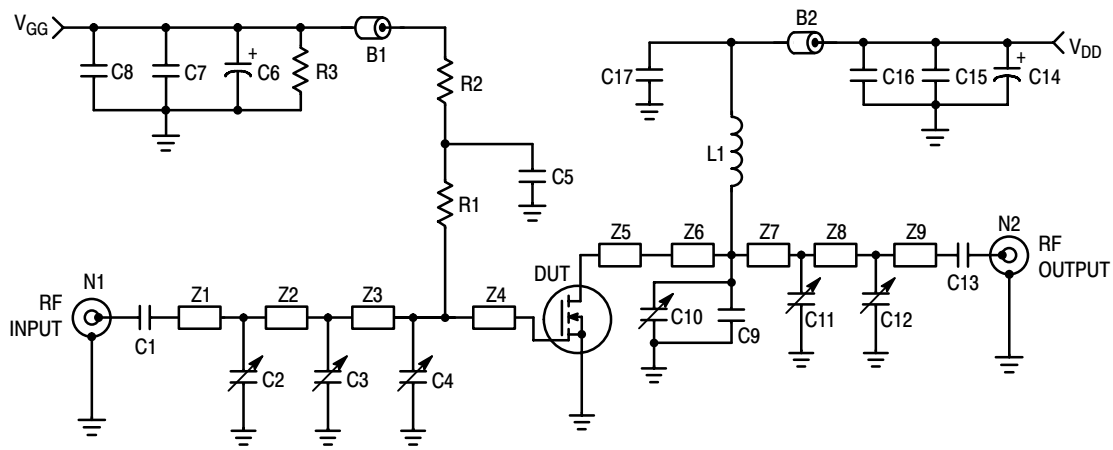 VGG
B1
C8
C7
+
C6
R3
R2
C5
R1
B2
VDD
C17
C16
C15
+
C14
L1
N1
RF
INPUT
C1
Z1
Z2
Z3
Z4
C2
C3
C4
DUT
Z5
Z6
Z7
Z8
Z9
C10
C9
C11
C12
C13
N2
RF
OUTPUT